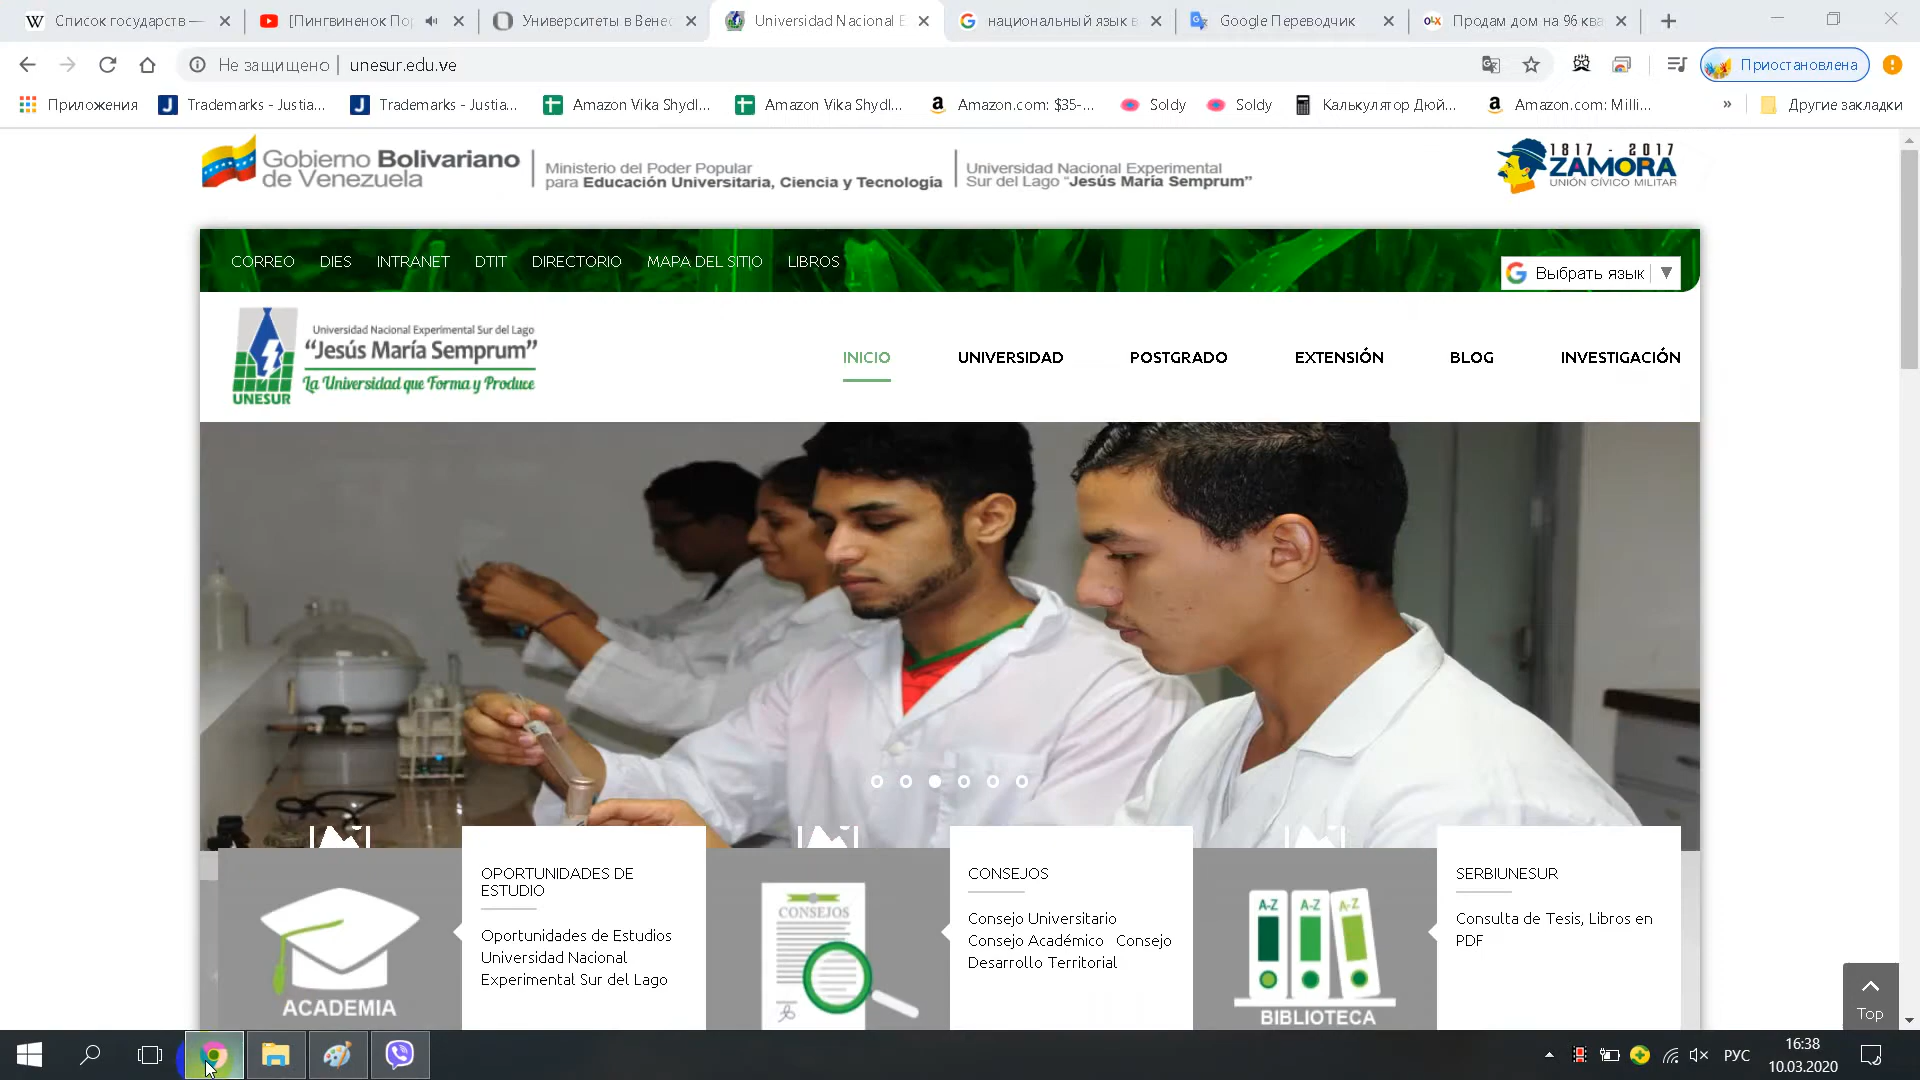 Список государств —
[Пингвиненок Пор
Университеты в Венес
Universidad Nacional E
национальный язык в
Google Переводчик
Продам дом на 96 ква
Не защищено
unesur.edu.ve
Приостановлена
Приложения
Trademarks - Justia...
Trademarks - Justia...
Amazon Vika Shydl...
Amazon Vika Shydl...
Amazon.com: $35-...
Soldy
Soldy
Калькулятор Дюй...
Amazon.com: Milli...
»
Другие закладки
Gobierno Bolivariano
de Venezuela
Ministerio del Poder Popular
para Educación Universitaria, Ciencia y Tecnología
Universidad Nacional Experimental
Sur del Lago "Jesús María Semprum"
1817 - 2017
ZAMORA
UNIÓN CÍVICO MILITAR
CORREO DIES INTRANET DTIT DIRECTORIO MAPA DEL SITIO LIBROS
Выбрать язык ▼
Universidad Nacional Experimental Sur del Lago
"Jesús María Semprum"
La Universidad que Forma y Produce
UNESUR
INICIO UNIVERSIDAD POSTGRADO EXTENSIÓN BLOG INVESTIGACIÓN
ACADEMIA
OPORTUNIDADES DE
ESTUDIO
Oportunidades de Estudios
Universidad Nacional
Experimental Sur del Lago
CONSEJOS
CONSEJOS
Consejo Universitario
Consejo Académico Consejo
Desarrollo Territorial
A-Z A-Z A-Z
BIBLIOTECA
SERBIUNESUR
Consulta de Tesis, Libros en
PDF
Top
РУС
16:38
10.03.2020